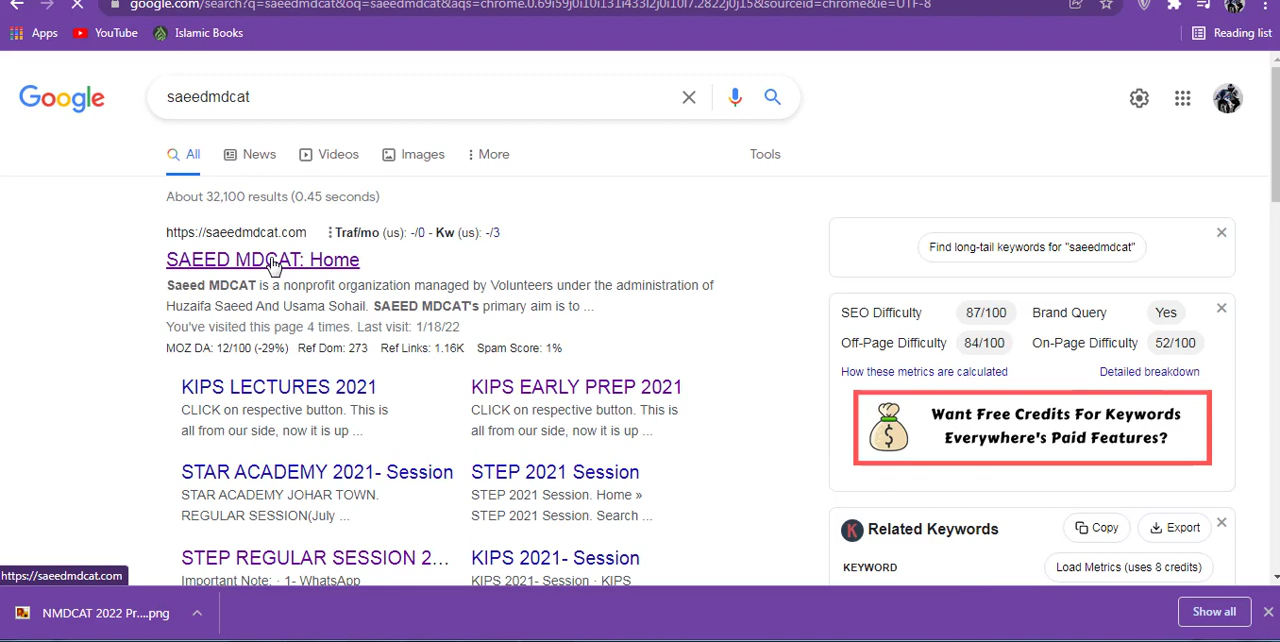 google.com/search?q=saeedmdcat&oq=saeedmdcat&aqs=chrome.0.69i59j0i10i131i433l2j0i10l7.2822j0j15&sourceid=chrome&ie=UTF-8
Apps YouTube Islamic Books Reading list
Google saeedmdcat
All News Videos Images More Tools
About 32,100 results (0.45 seconds)
https://saeedmdcat.com Traf/mo (us): -/0 - Kw (us): -/3
SAEED MDCAT: Home
Saeed MDCAT is a nonprofit organization managed by Volunteers under the administration of
Huzaifa Saeed And Usama Sohail. SAEED MDCAT's primary aim is to ...
You've visited this page 4 times. Last visit: 1/18/22
MOZ DA: 12/100 (-29%) Ref Dom: 273 Ref Links: 1.16K Spam Score: 1%
KIPS LECTURES 2021
CLICK on respective button. This is
all from our side, now it is up ...
KIPS EARLY PREP 2021
CLICK on respective button. This is
all from our side, now it is up ...
STAR ACADEMY 2021- Session
STAR ACADEMY JOHAR TOWN.
REGULAR SESSION(July ...
STEP 2021 Session
STEP 2021 Session. Home »
STEP 2021 Session. Search ...
STEP REGULAR SESSION 2...
Important Note: · 1- WhatsApp
KIPS 2021- Session
KIPS 2021- Session · KIPS
Find long-tail keywords for "saeedmdcat"
SEO Difficulty 87/100 Brand Query Yes
Off-Page Difficulty 84/100 On-Page Difficulty 52/100
How these metrics are calculated Detailed breakdown
Want Free Credits For Keywords
Everywhere's Paid Features?
K Related Keywords Copy Export
KEYWORD Load Metrics (uses 8 credits)
https://saeedmdcat.com
NMDCAT 2022 Pr....png Show all